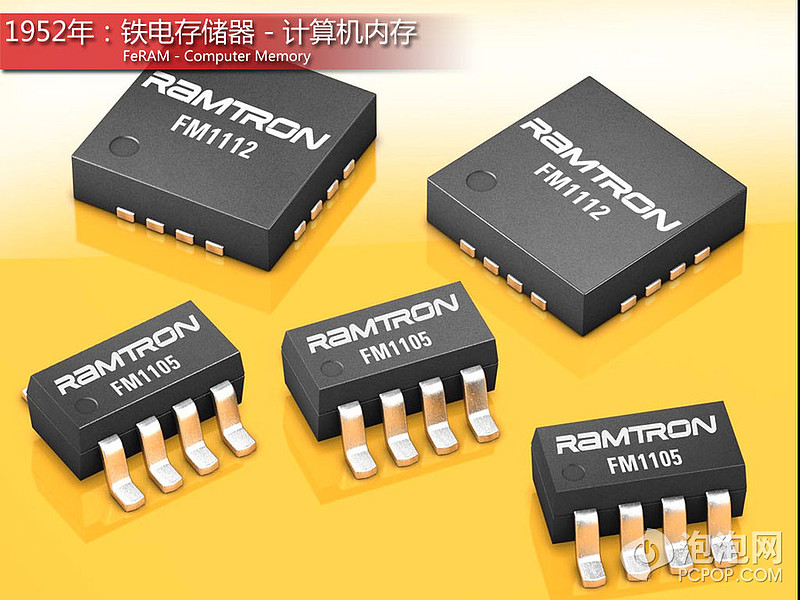 1952年：铁电存储器 - 计算机内存
FeRAM - Computer Memory
RAMTRON
FM1112
RAMTRON
FM1112
RAMTRON
FM1105
RAMTRON
FM1105
RAMTRON
FM1105
泡泡网
PCPOP.COM